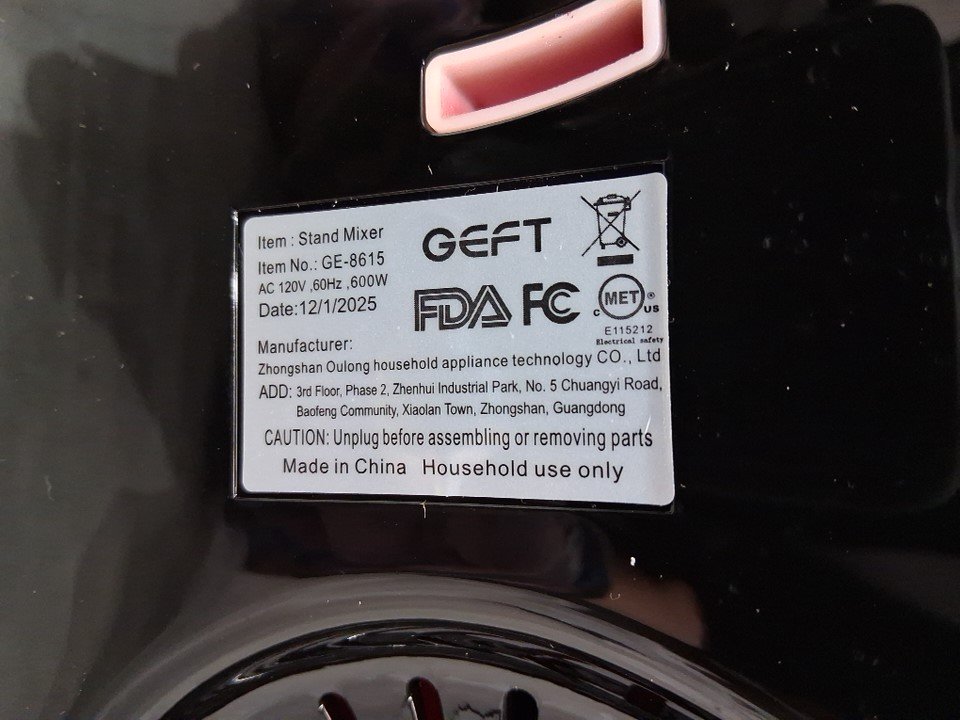 Item : Stand Mixer
Item No.: GE-8615
AC 120V ,60Hz ,600W
Date:12/1/2025
GEFT
FDA FC
MET ®
C US
E115212
Electrical safety
Manufacturer:
Zhongshan Oulong household appliance technology CO., Ltd
ADD: 3rd Floor, Phase 2, Zhenhui Industrial Park, No. 5 Chuangyi Road,
Baofeng Community, Xiaolan Town, Zhongshan, Guangdong
CAUTION: Unplug before assembling or removing parts
Made in China Household use only